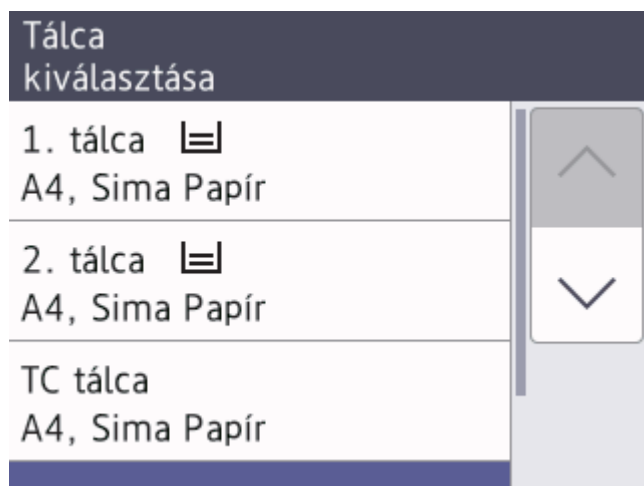 Tálca
kiválasztása
1. tálca
A4, Sima Papír
2. tálca
A4, Sima Papír
TC tálca
A4, Sima Papír